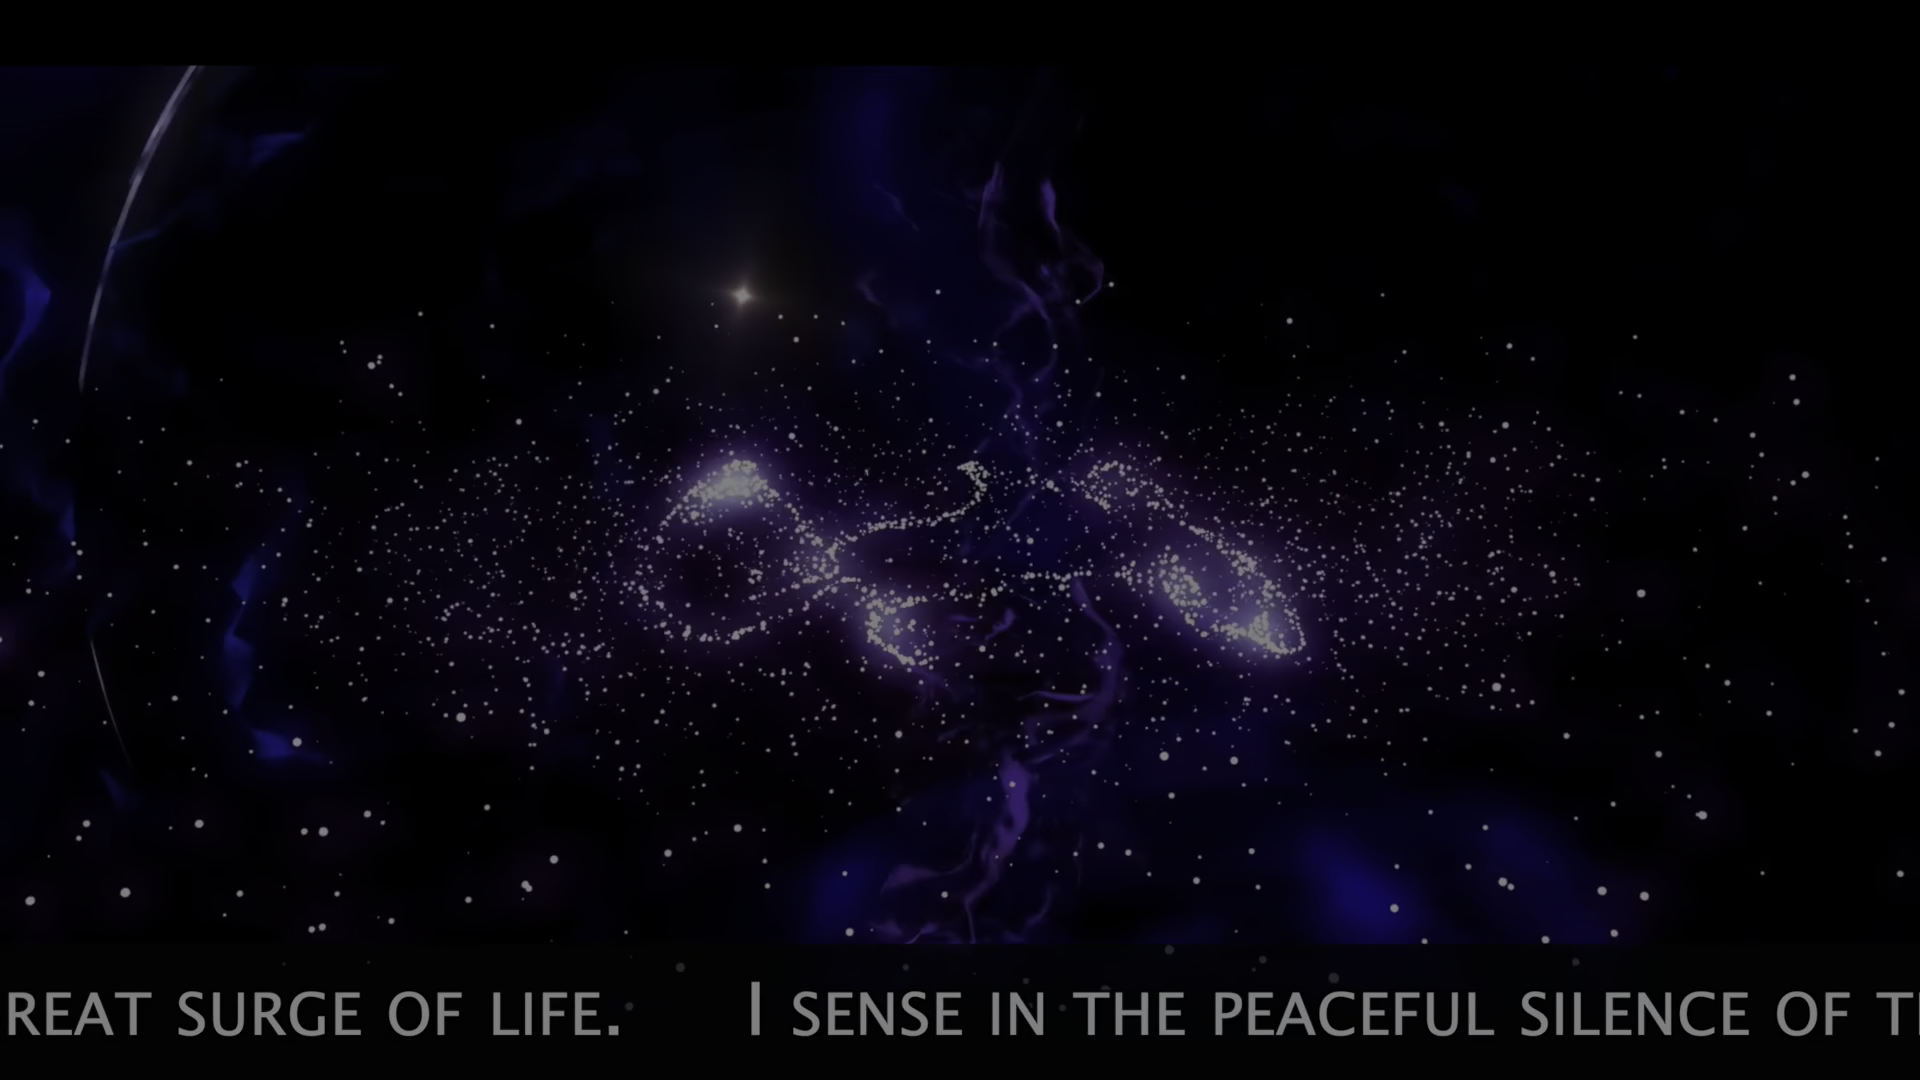 REAT SURGE OF LIFE. I SENSE IN THE PEACEFUL SILENCE OF T